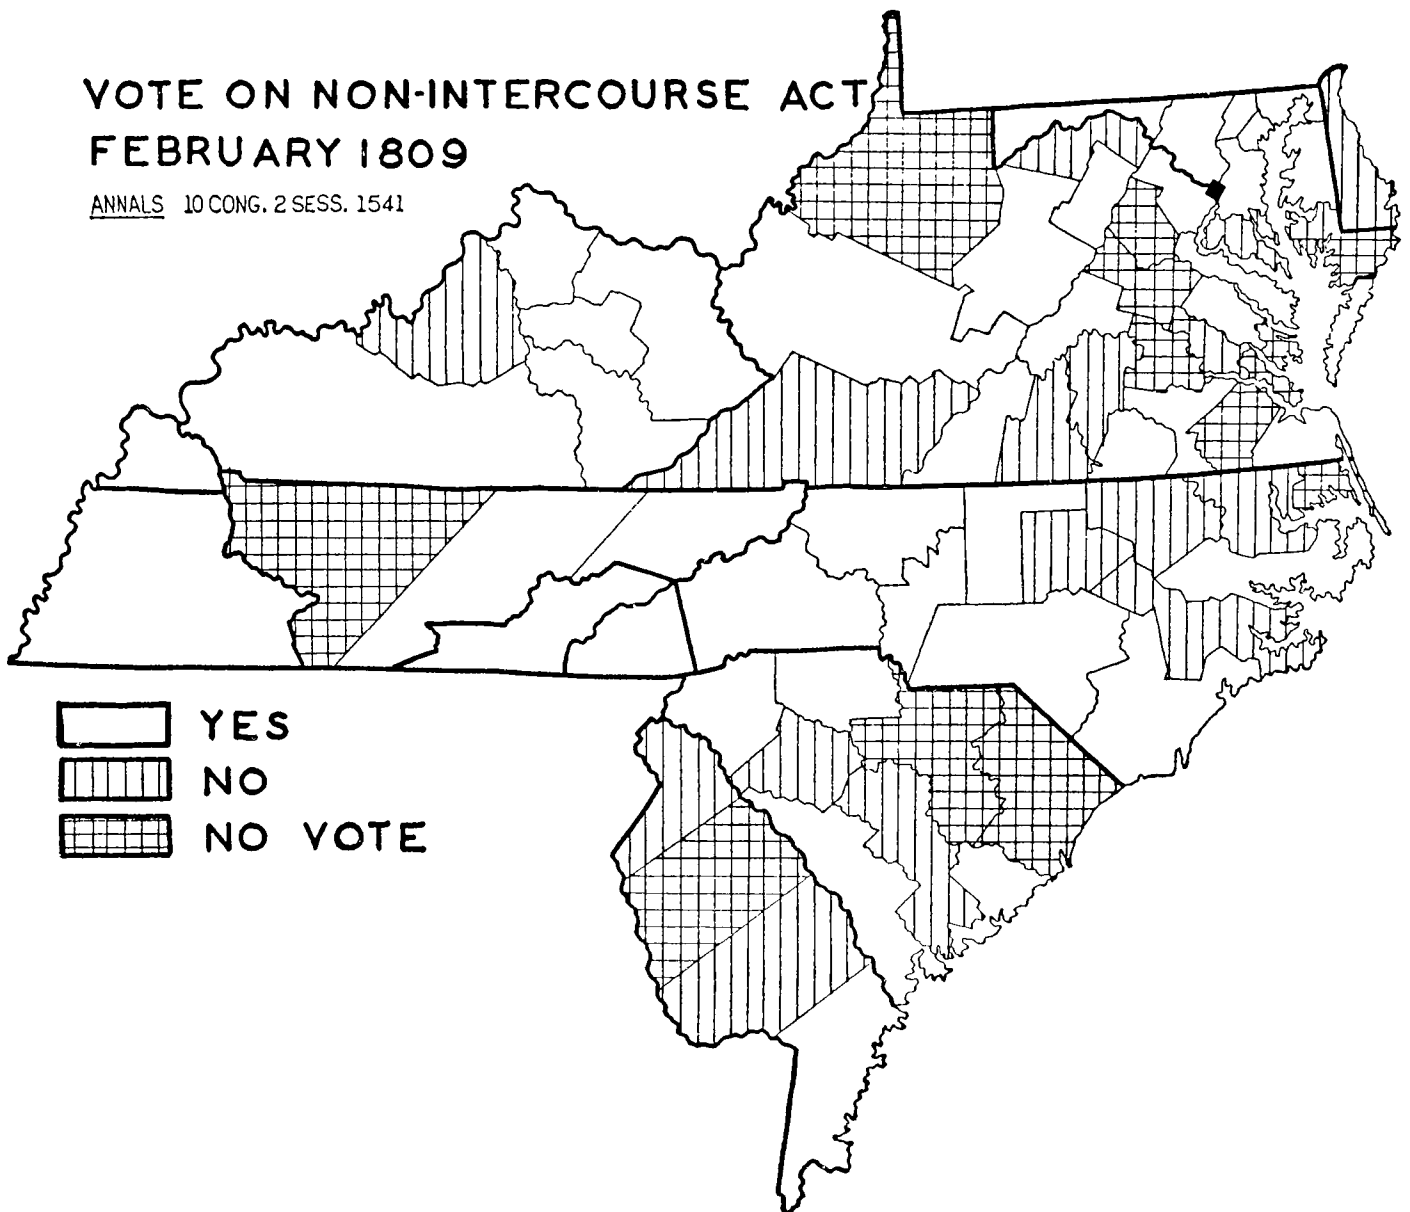 VOTE ON NON-INTERCOURSE ACT
FEBRUARY 1809
ANNALS 10 CONG. 2 SESS. 1541
YES
NO
NO VOTE